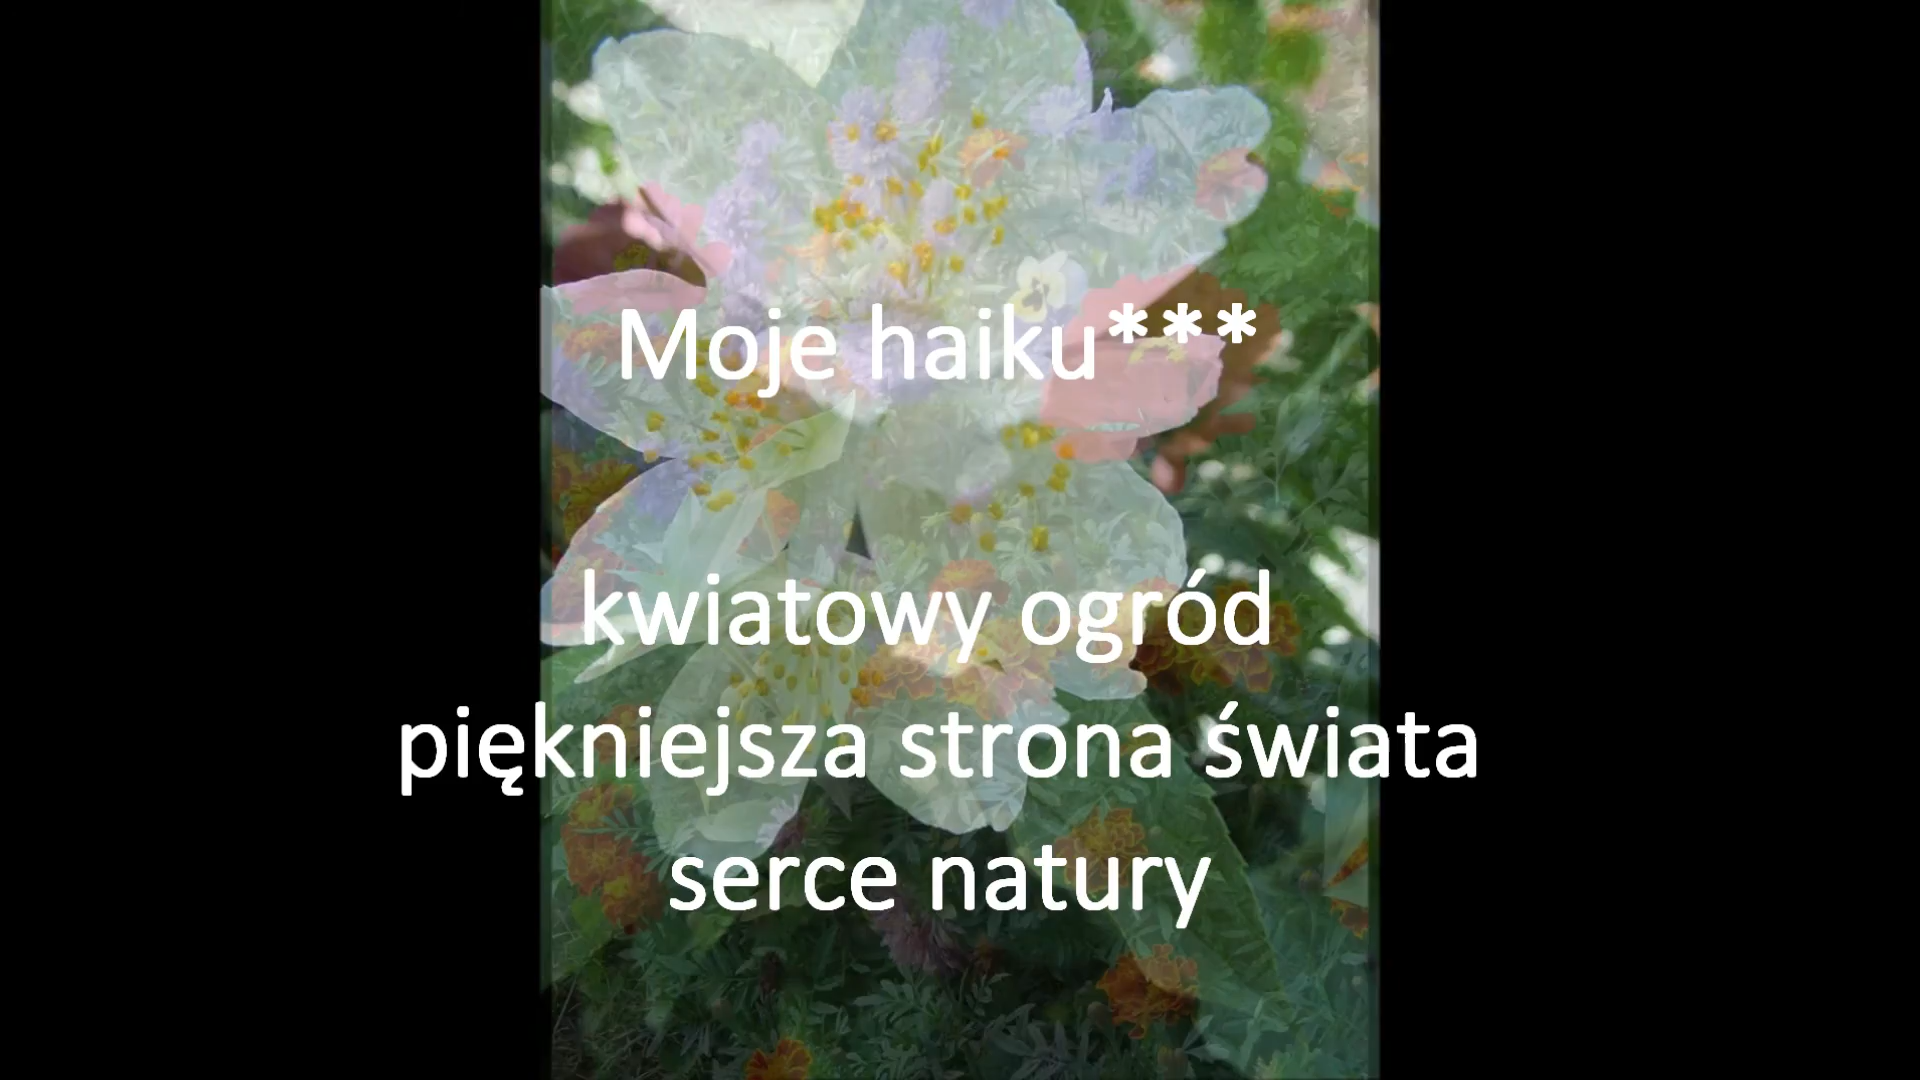 Moje haiku***
kwiatowy ogród
piękniejsza strona świata
serce natury